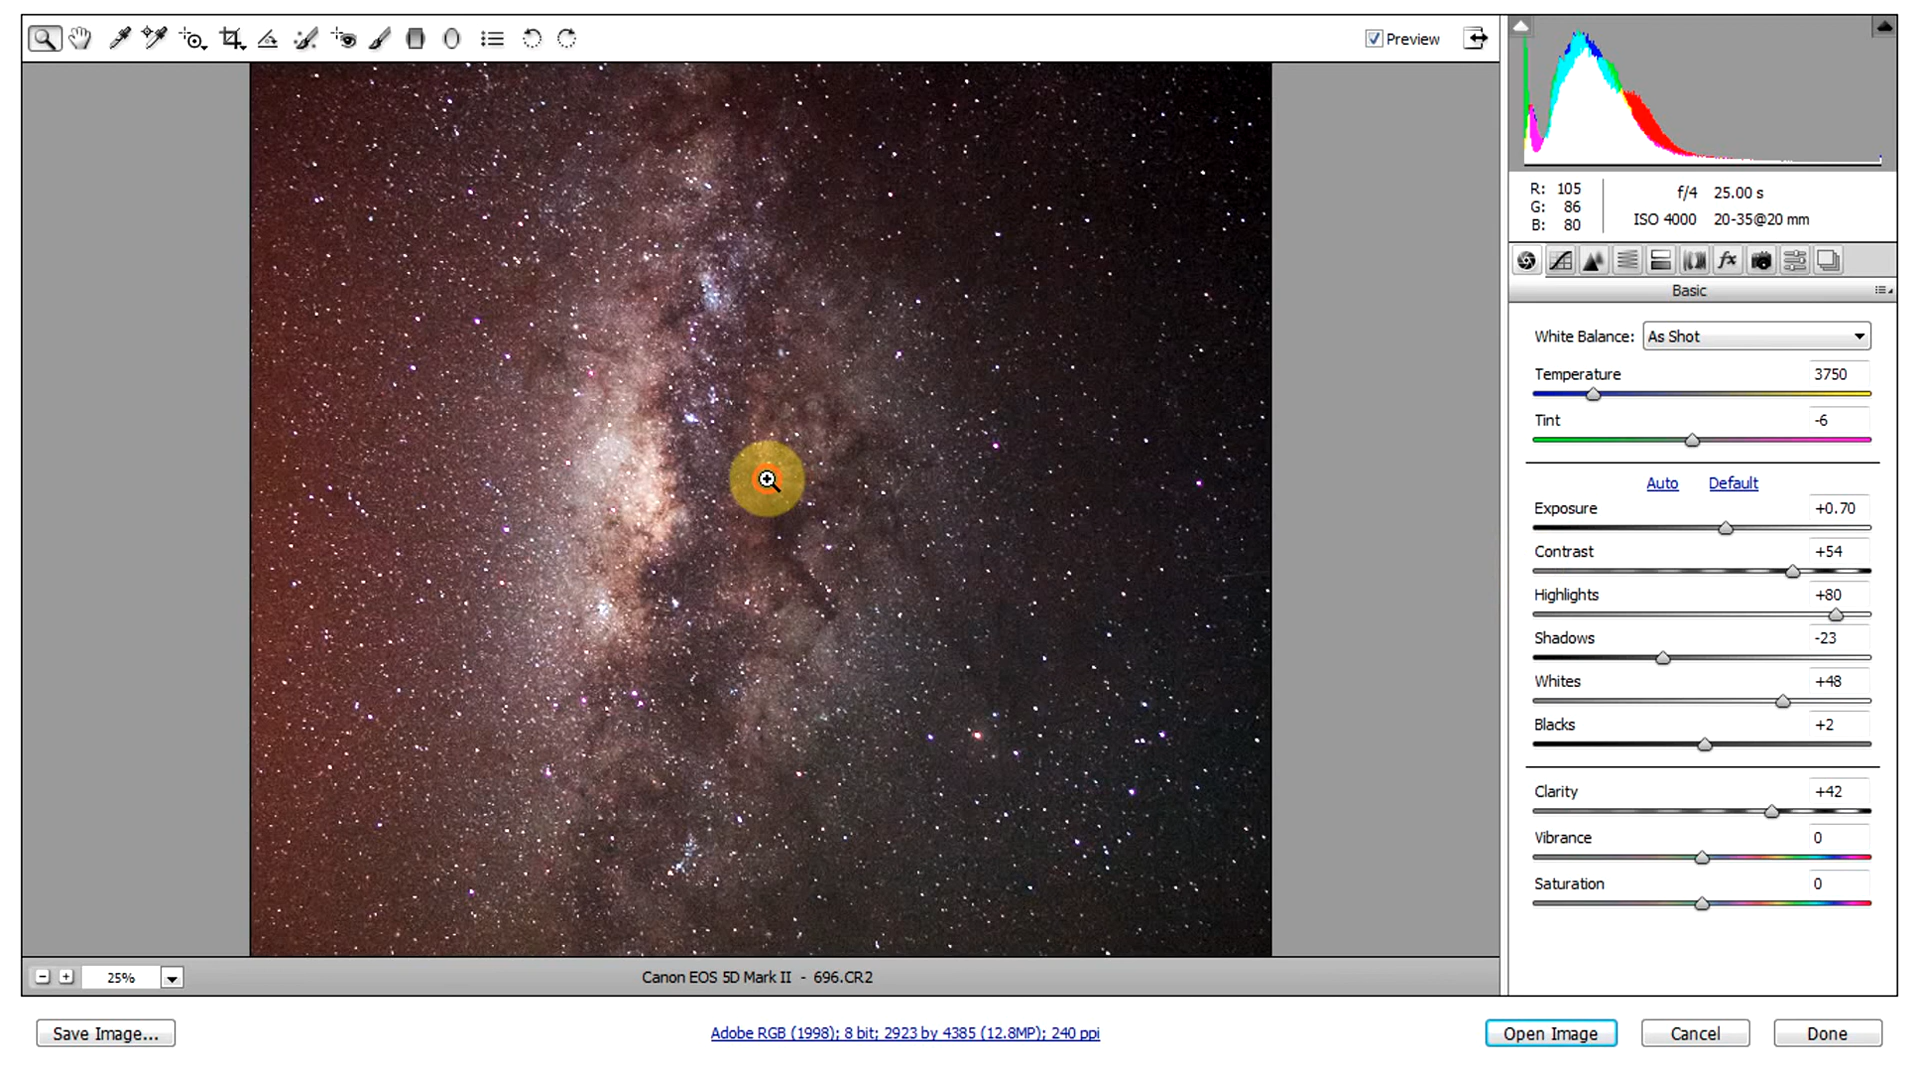 Preview
R: 105
G: 86
B: 80
f/4 25.00 s
ISO 4000 20-35@20 mm
fx
Basic
White Balance: As Shot
Temperature 3750
Tint -6
Auto Default
Exposure +0.70
Contrast +54
Highlights +80
Shadows -23
Whites +48
Blacks +2
Clarity +42
Vibrance 0
Saturation 0
25%
Canon EOS 5D Mark II - 696.CR2
Save Image...
Adobe RGB (1998); 8 bit; 2923 by 4385 (12.8MP); 240 ppi
Open Image
Cancel
Done